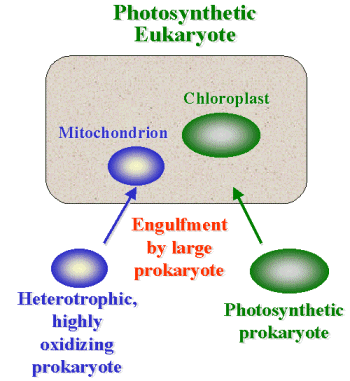 Photosynthetic
Eukaryote
Chloroplast
Mitochondrion
Engulfment
by large
prokaryote
Heterotrophic,
highly
oxidizing
prokaryote
Photosynthetic
prokaryote